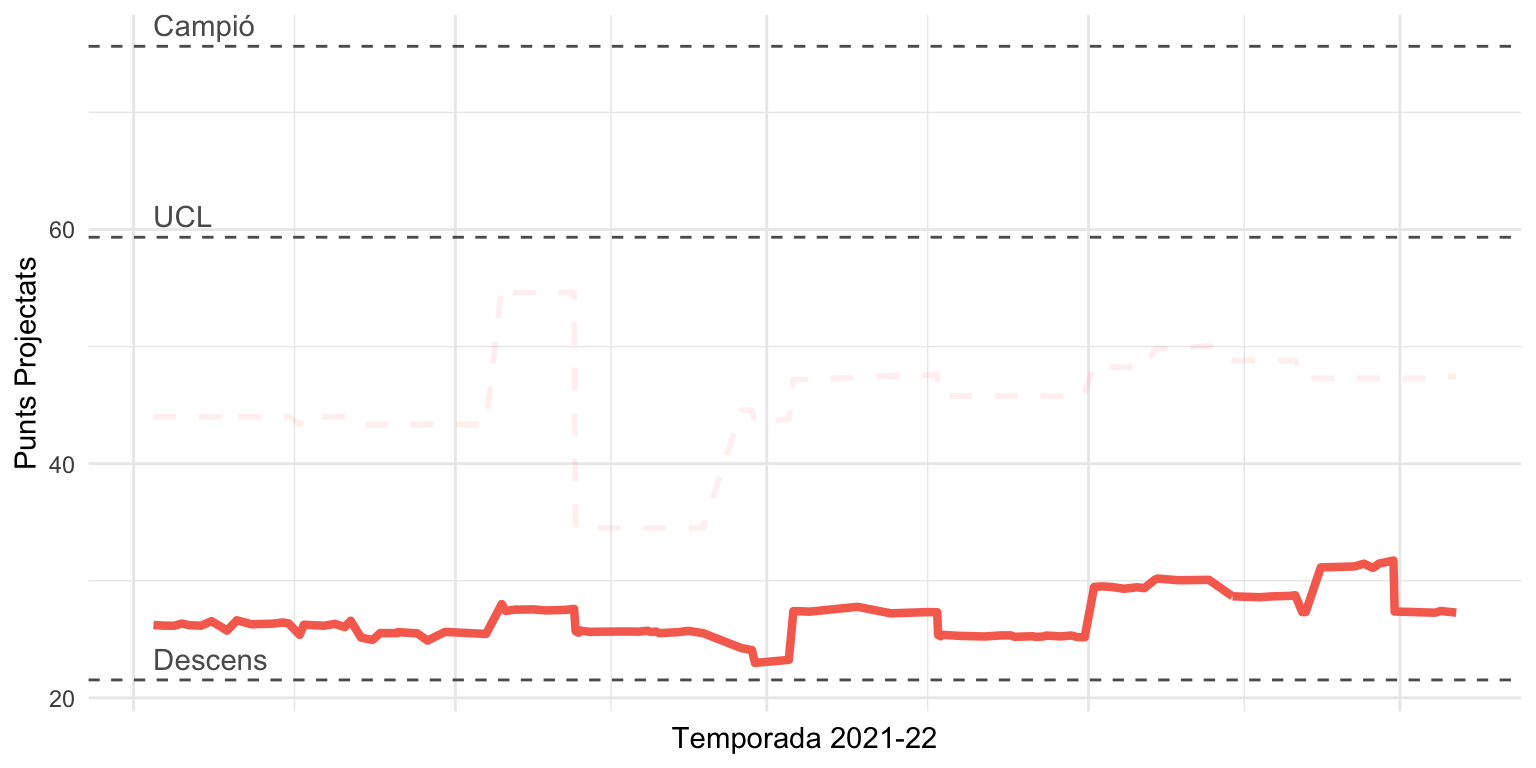 Campió
UCL
60
Punts Projectats
40
Descens
20
Temporada 2021-22